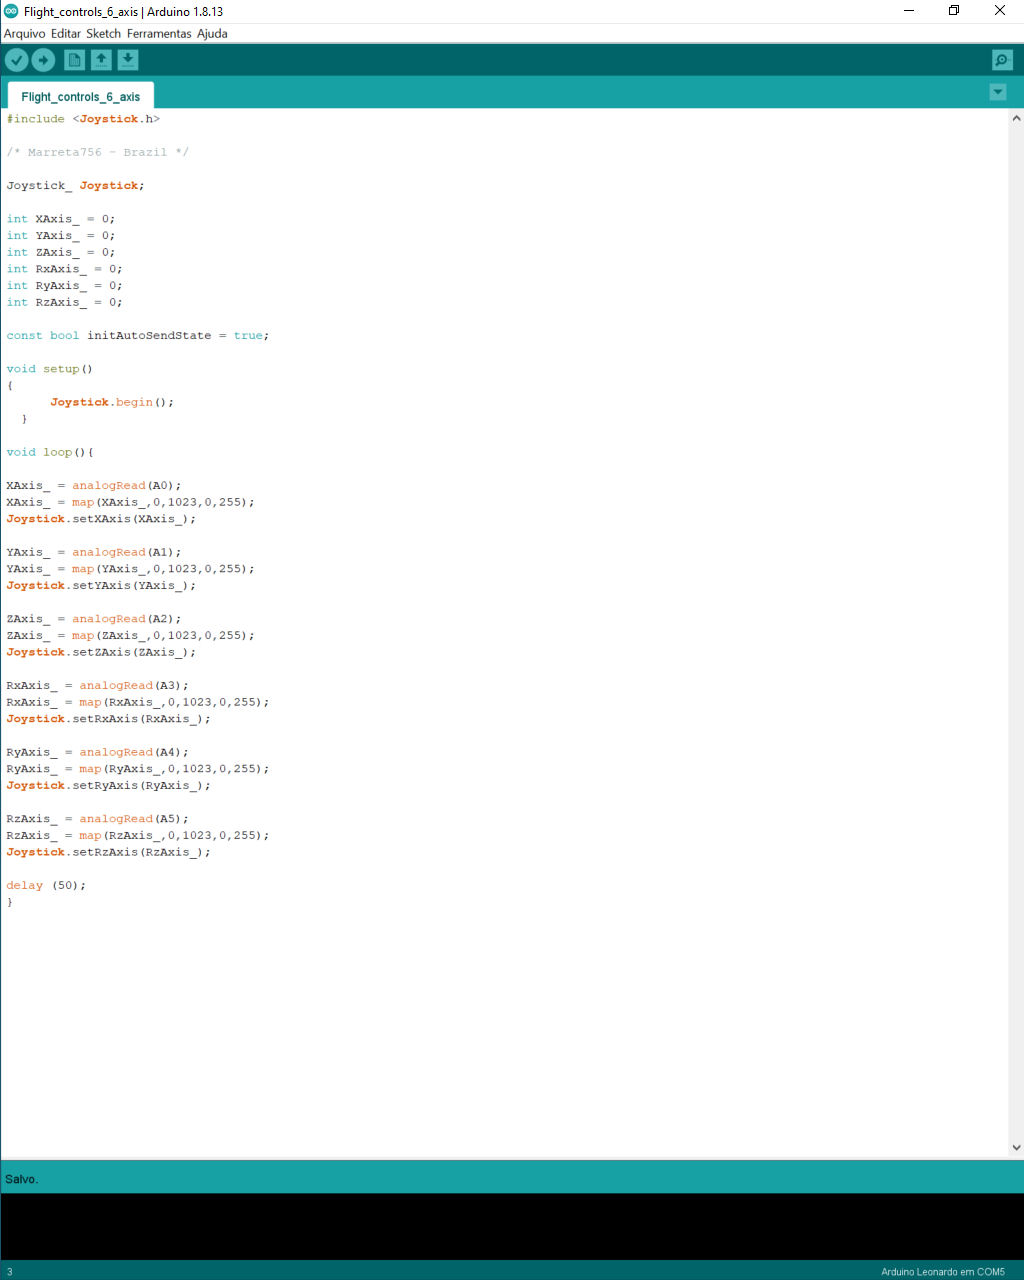 Flight_controls_6_axis | Arduino 1.8.13
Arquivo Editar Sketch Ferramentas Ajuda
Flight_controls_6_axis
#include <Joystick.h>
/* Marreta756 - Brazil */
Joystick_ Joystick;
int XAxis_ = 0;
int YAxis_ = 0;
int ZAxis_ = 0;
int RxAxis_ = 0;
int RyAxis_ = 0;
int RzAxis_ = 0;
const bool initAutoSendState = true;
void setup()
{
Joystick.begin();
}
void loop(){
XAxis_ = analogRead(A0);
XAxis_ = map(XAxis_,0,1023,0,255);
Joystick.setXAxis(XAxis_);
YAxis_ = analogRead(A1);
YAxis_ = map(YAxis_,0,1023,0,255);
Joystick.setYAxis(YAxis_);
ZAxis_ = analogRead(A2);
ZAxis_ = map(ZAxis_,0,1023,0,255);
Joystick.setZAxis(ZAxis_);
RxAxis_ = analogRead(A3);
RxAxis_ = map(RxAxis_,0,1023,0,255);
Joystick.setRxAxis(RxAxis_);
RyAxis_ = analogRead(A4);
RyAxis_ = map(RyAxis_,0,1023,0,255);
Joystick.setRyAxis(RyAxis_);
RzAxis_ = analogRead(A5);
RzAxis_ = map(RzAxis_,0,1023,0,255);
Joystick.setRzAxis(RzAxis_);
delay (50);
}
Salvo.
3 Arduino Leonardo em COM5